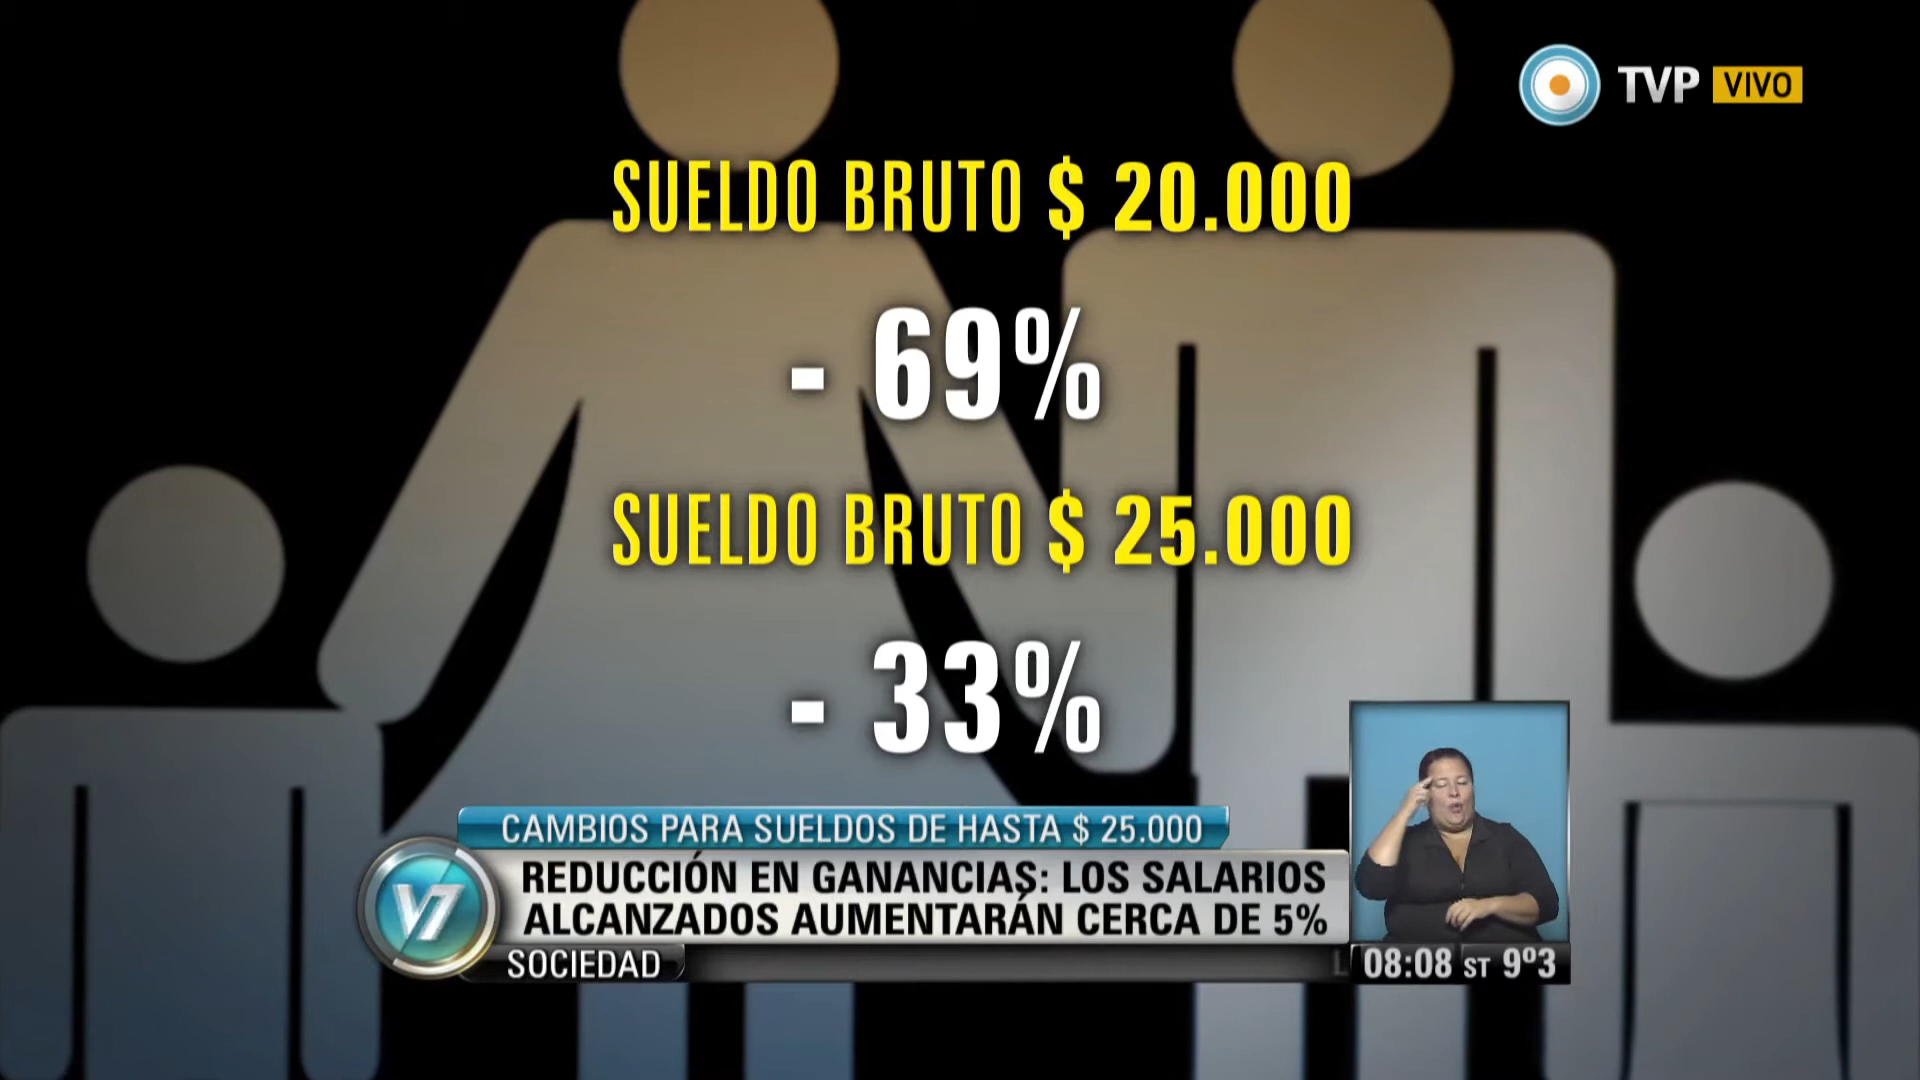 TVP VIVO
SUELDO BRUTO $ 20.000
- 69%
SUELDO BRUTO $ 25.000
- 33%
CAMBIOS PARA SUELDOS DE HASTA $ 25.000
REDUCCIÓN EN GANANCIAS: LOS SALARIOS
ALCANZADOS AUMENTARÁN CERCA DE 5%
V7
SOCIEDAD
08:08 ST 9º3